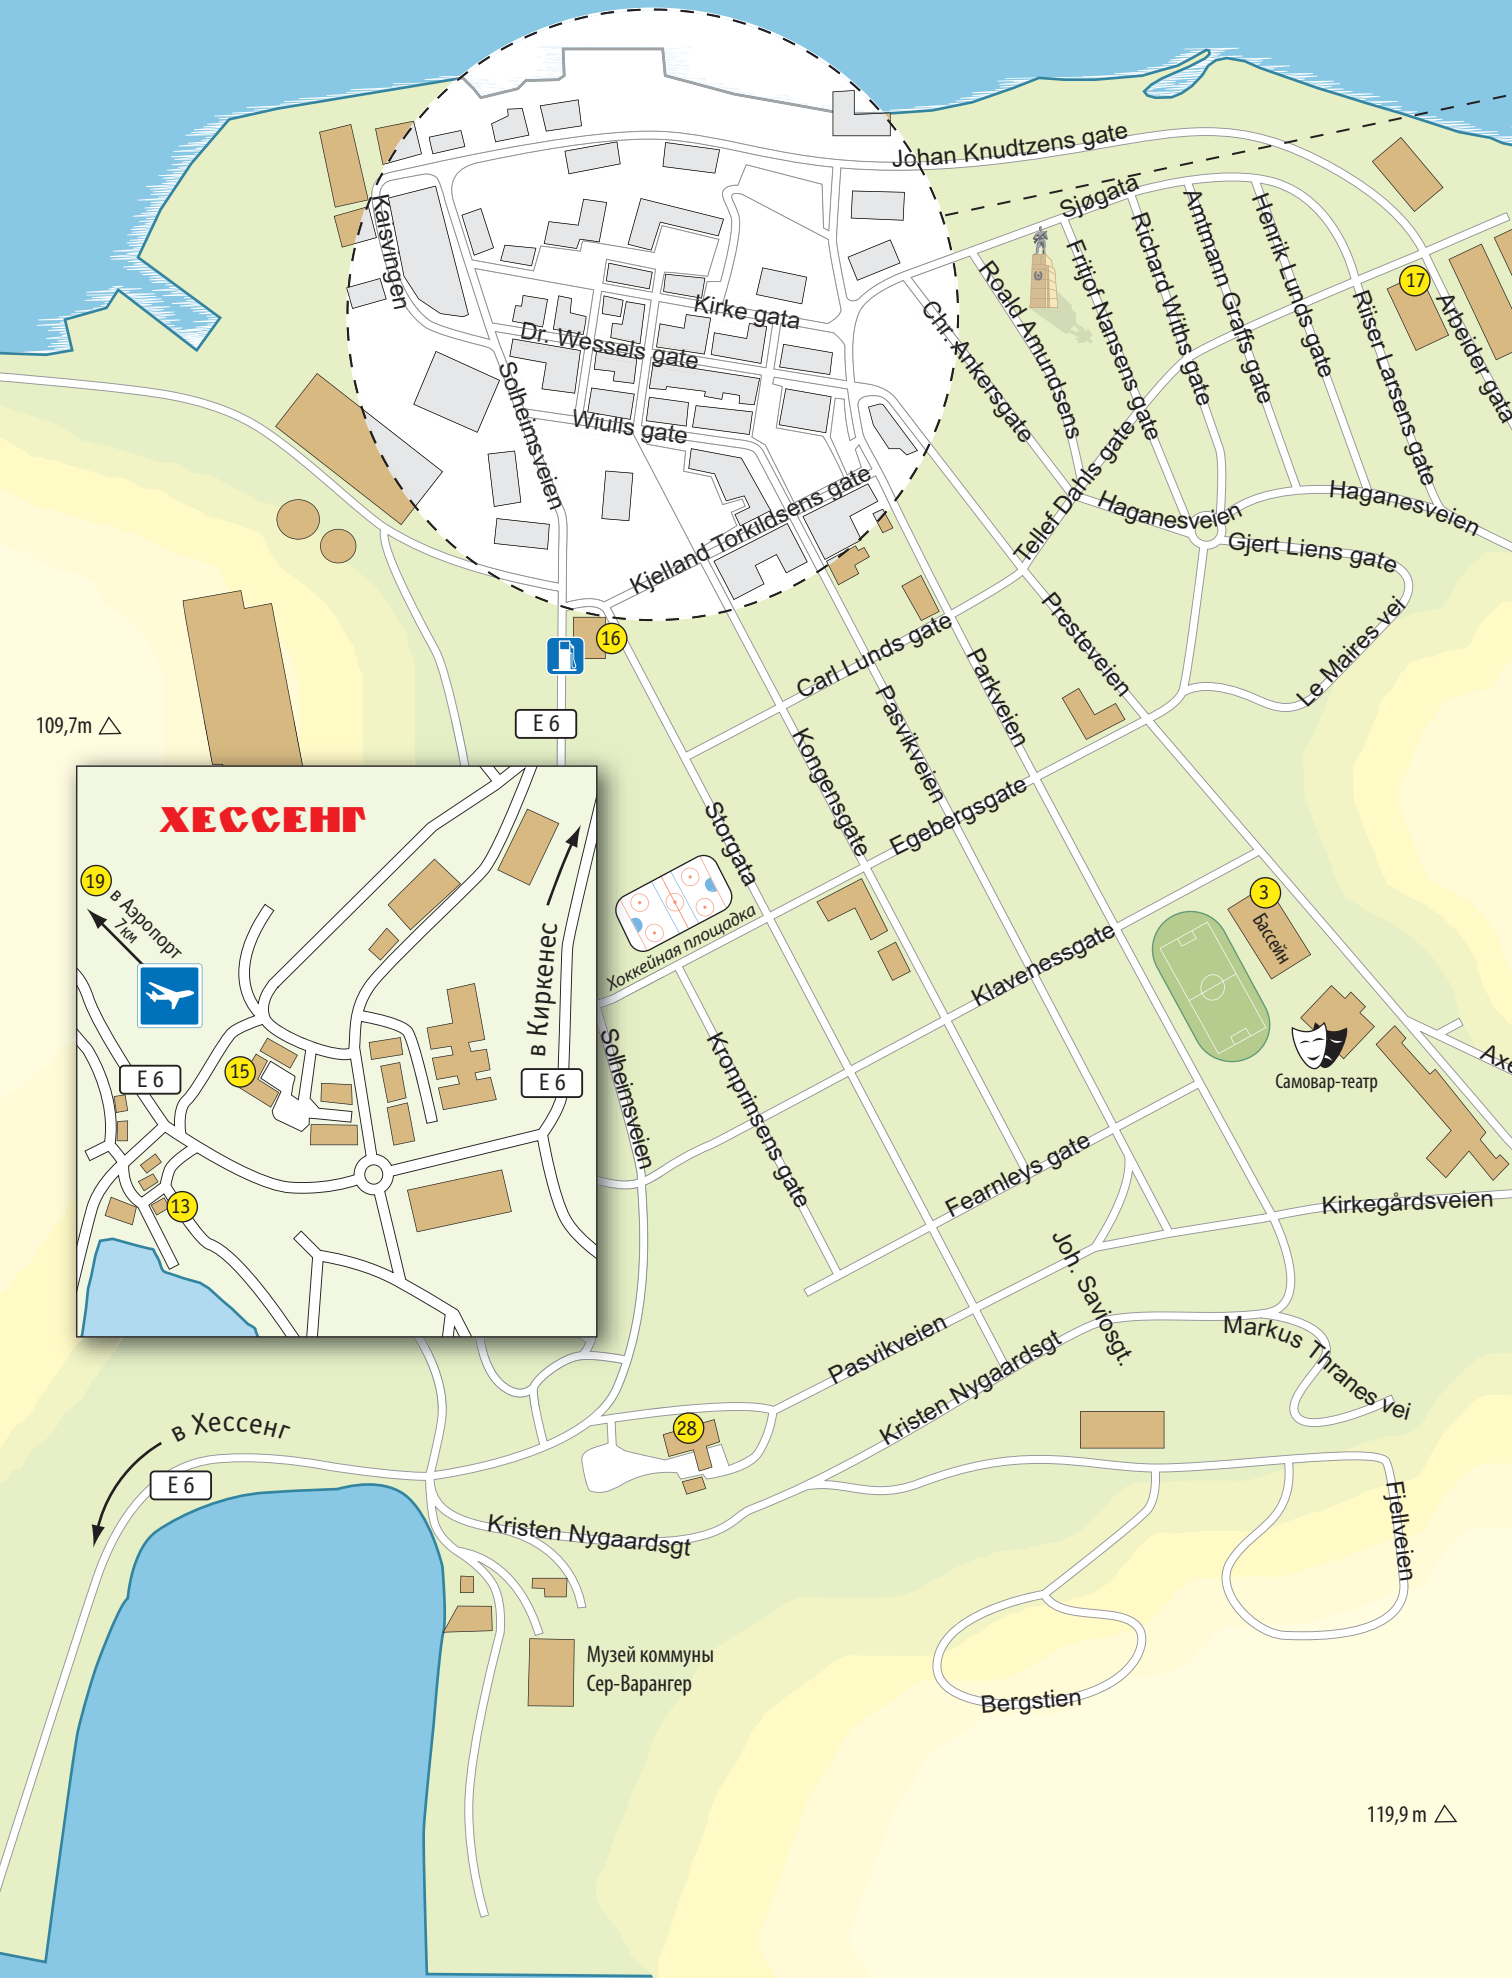 Johan Knudtzens gate
Sjøgata
Kaisvingen
Richard Withs gate
Amtmann Graffs gate
Henrik Lunds gate
Fritjof Nansens gate
Roald Amundsens
Chr. Ankersgate
Riiser Larsens gate
17
Arbeider gata
Kirke gata
Dr. Wessels gate
Solheimsveien
Wiulls gate
Kjelland Torkildsens gate
Tellef Dahls gate
Haganesveien
Haganesveien
Gjert Liens gate
Le Maires vei
Presteveien
16
Carl Lunds gate
Parkveien
Pasvikveien
Kongensgate
E 6
109,7m
Storgata
Egebergsgate
ХЕССЕНГ
19
в Аэропорт
7км
в Киркенес
E 6
E 6
15
13
Хоккейная площадка
3
Бассейн
Klavenessgate
Самовар-театр
Axe
Solheimsveien
Kronprinsens gate
Fearnleys gate
Kirkegårdsveien
Joh. Saviosgt.
Pasvikveien
Kristen Nygaardsgt
Markus Thranes vei
в Хессенг
E 6
28
Kristen Nygaardsgt
Fjellveien
Музей коммуны
Сер-Варангер
Bergstien
119,9 m